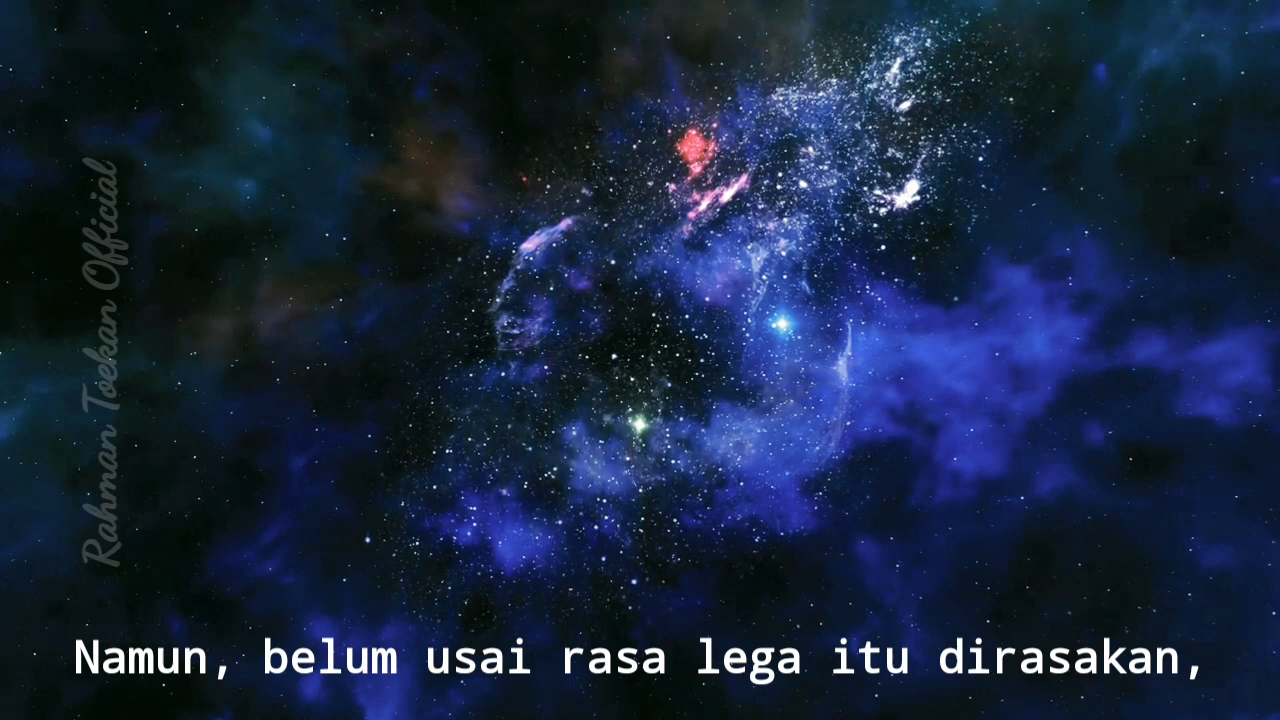 Rahman Toekan Official
Namun, belum usai rasa lega itu dirasakan,